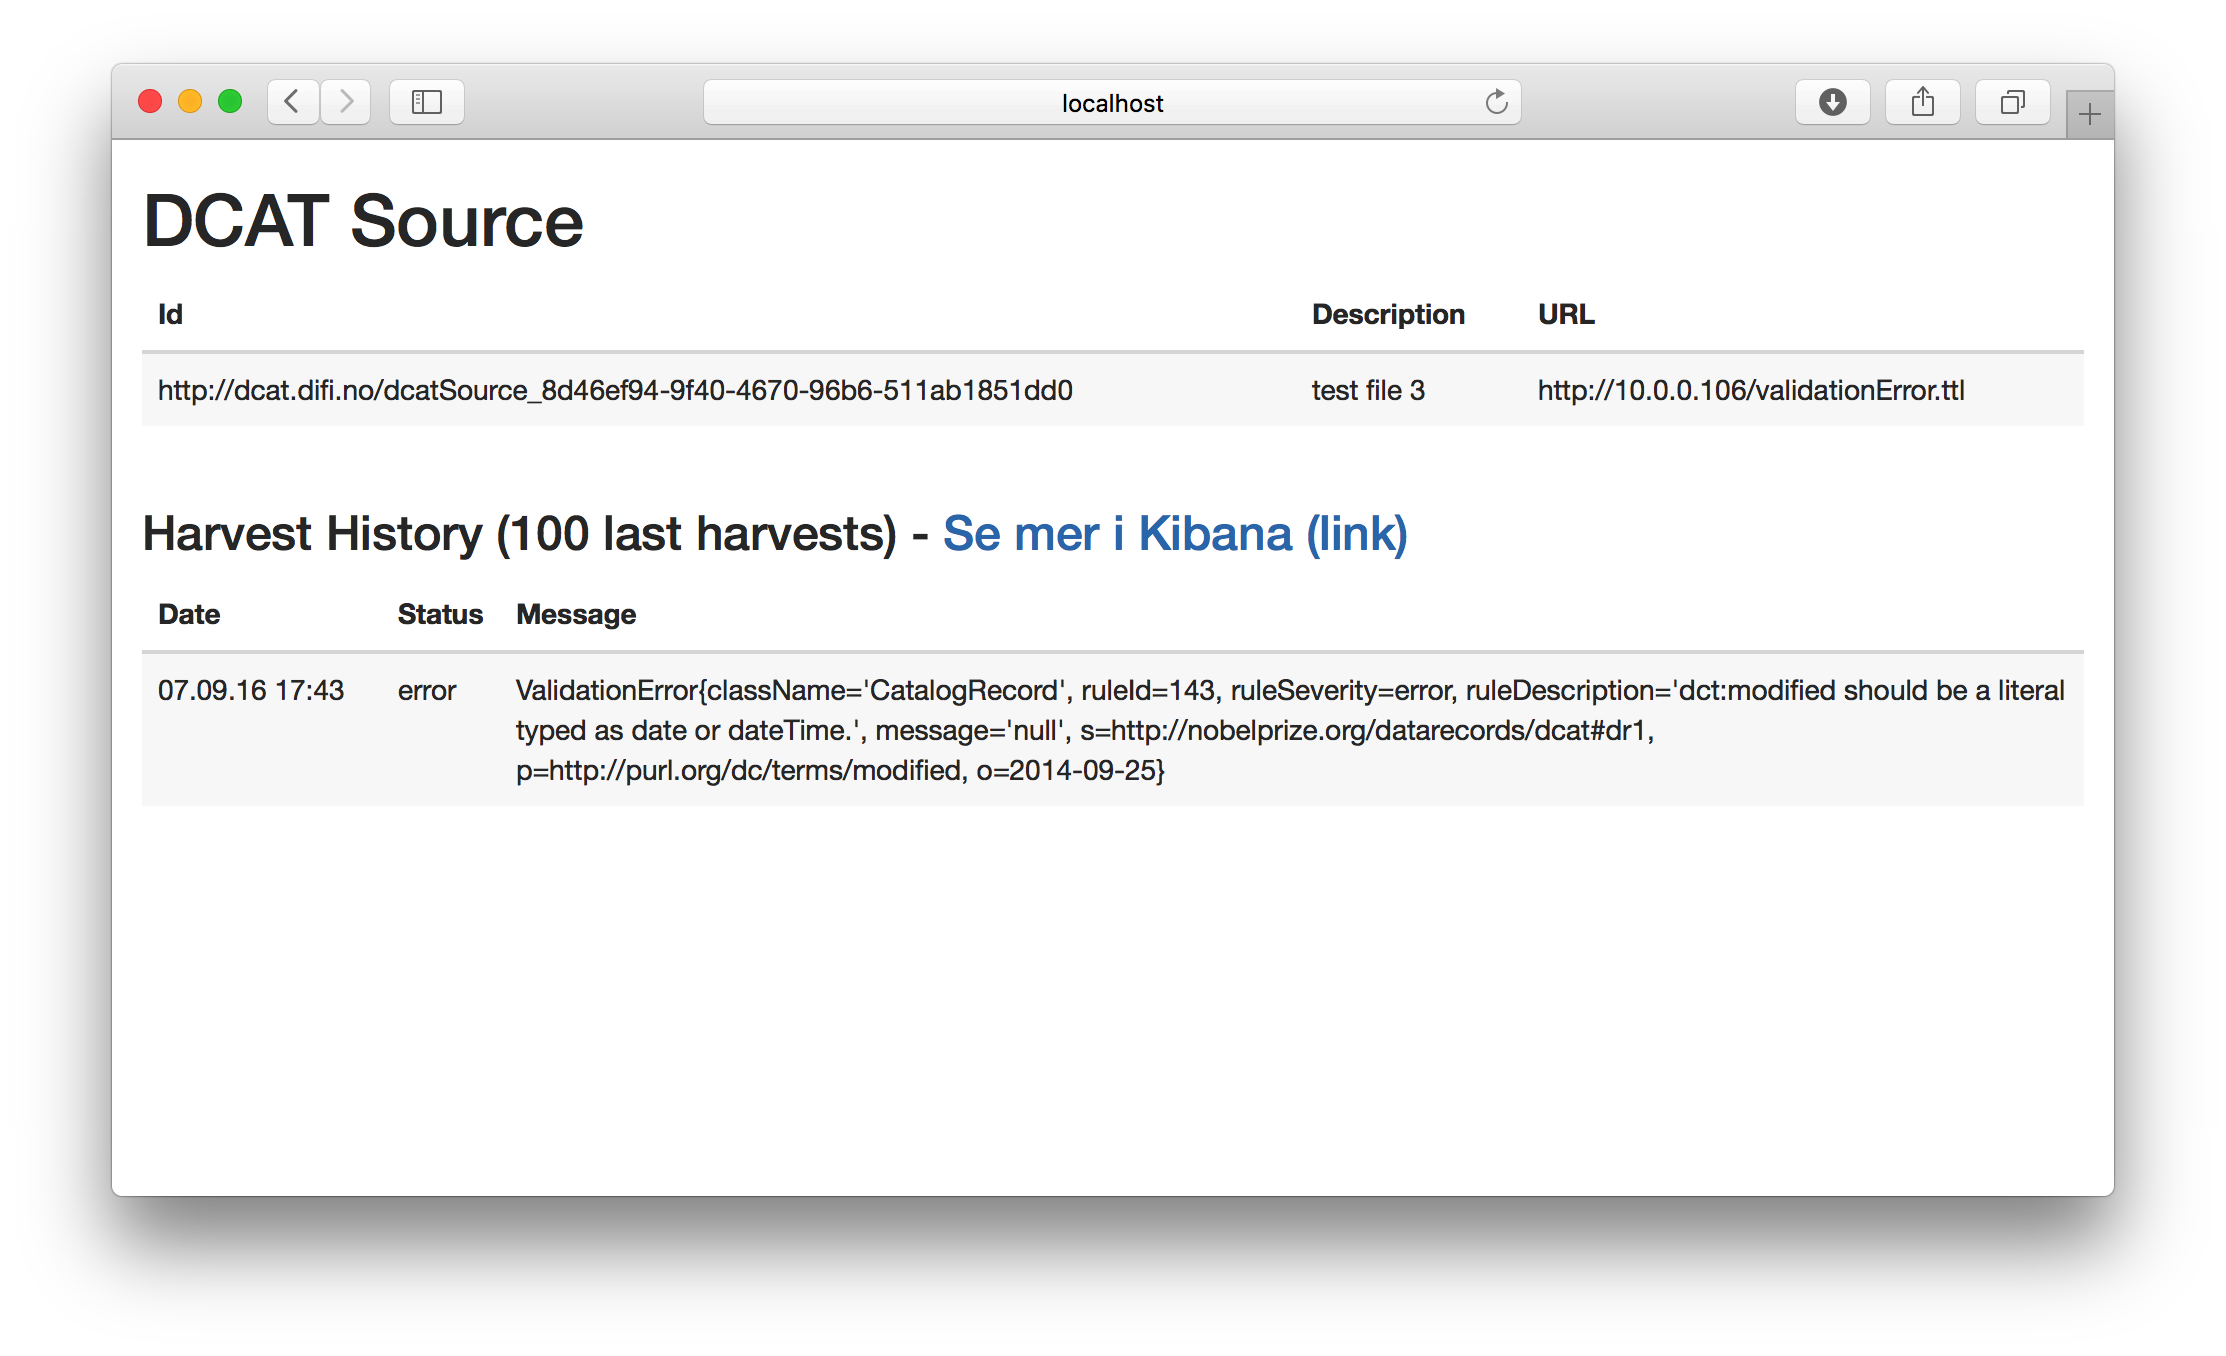 localhost
DCAT Source
Id Description URL
http://dcat.difi.no/dcatSource_8d46ef94-9f40-4670-96b6-511ab1851dd0 test file 3 http://10.0.0.106/validationError.ttl
Harvest History (100 last harvests) - Se mer i Kibana (link)
Date Status Message
07.09.16 17:43 error ValidationError{className='CatalogRecord', ruleId=143, ruleSeverity=error, ruleDescription='dct:modified should be a literal
typed as date or dateTime.', message='null', s=http://nobelprize.org/datarecords/dcat#dr1,
p=http://purl.org/dc/terms/modified, o=2014-09-25}